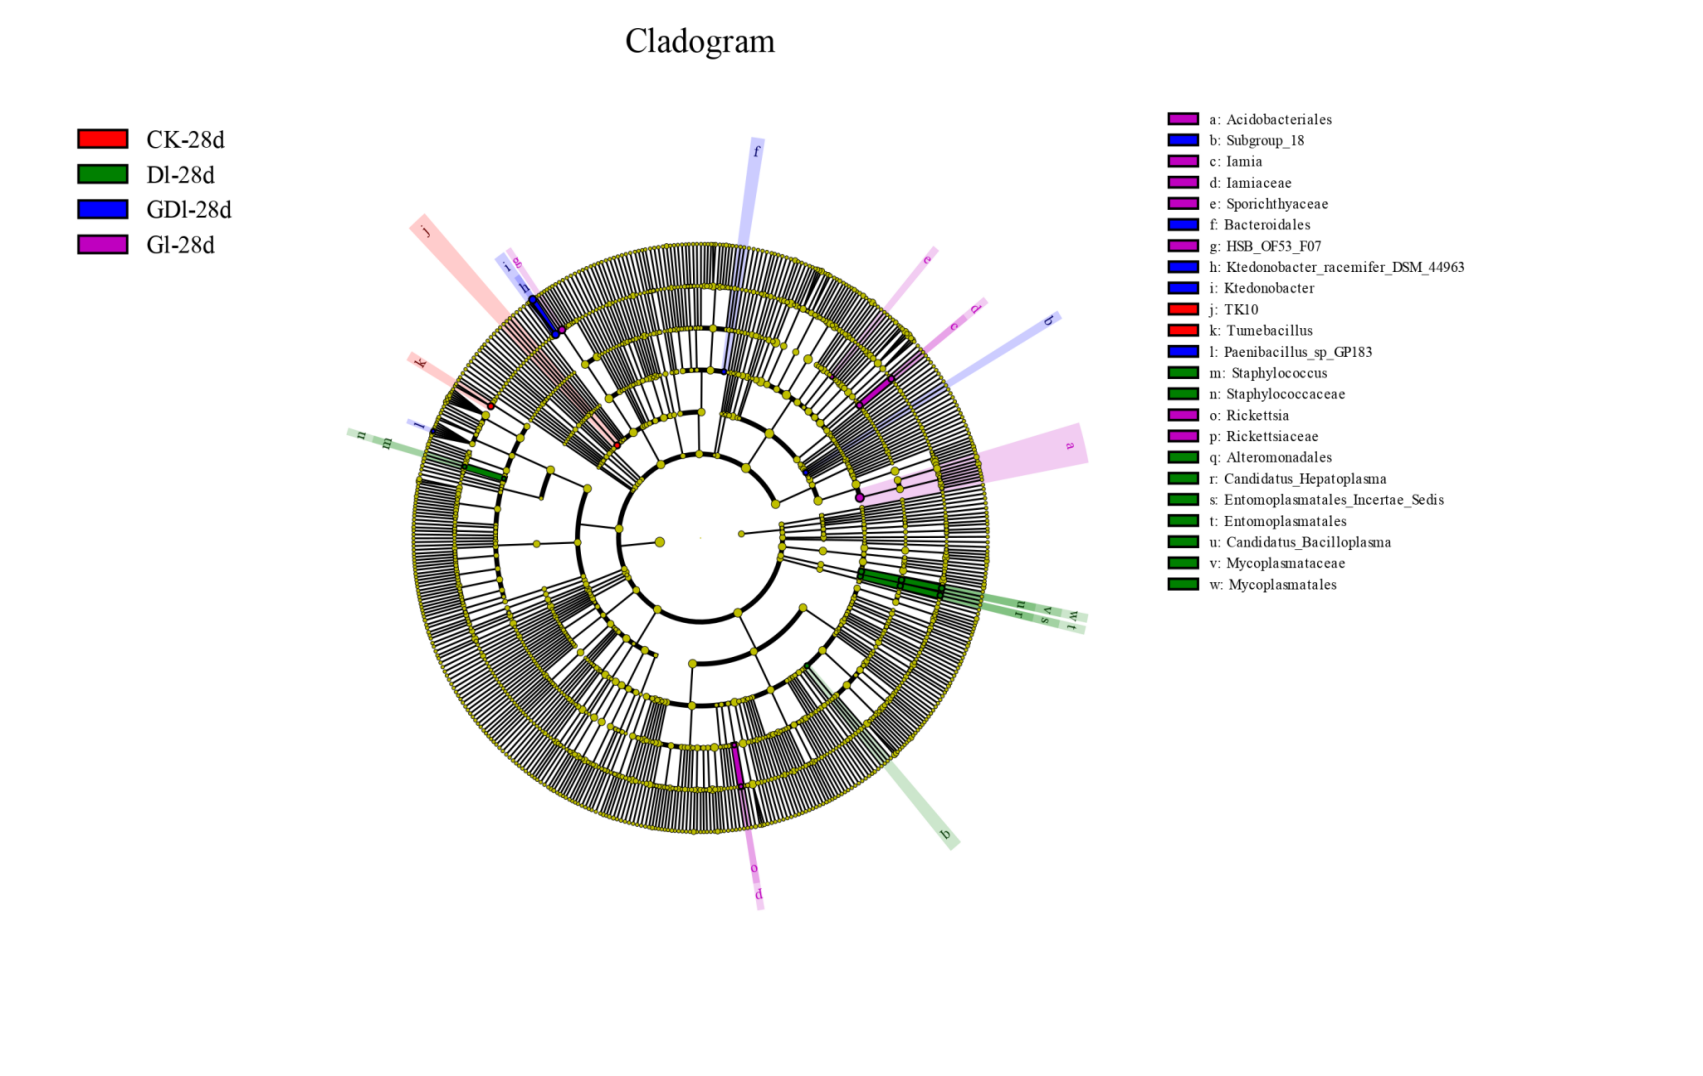 Cladogram
CK-28d
Dl-28d
GDl-28d
Gl-28d
a: Acidobacteriales
b: Subgroup_18
c: Iamia
d: Iamiaceae
e: Sporichthyaceae
f: Bacteroidales
g: HSB_OF53_F07
h: Ktedonobacter_racemifer_DSM_44963
i: Ktedonobacter
j: TK10
k: Tumebacillus
l: Paenibacillus_sp_GP183
m: Staphylococcus
n: Staphylococcaceae
o: Rickettsia
p: Rickettsiaceae
q: Alteromonadales
r: Candidatus_Hepatoplasma
s: Entomoplasmatales_Incertae_Sedis
t: Entomoplasmatales
u: Candidatus_Bacilloplasma
v: Mycoplasmataceae
w: Mycoplasmatales
f
j
g
i
h
e
d
c
b
k
l
n
m
a
u
v
w
r
s
t
q
o
p